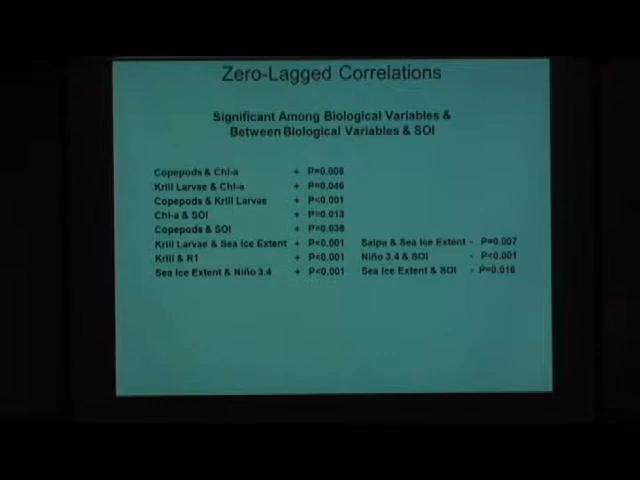 Zero-Lagged Correlations
Significant Among Biological Variables &
Between Biological Variables & SOI
Copepods & Chl-a + P=0.006
Krill Larvae & Chl-a + P=0.046
Copepods & Krill Larvae + P<0.001
Chl-a & SOI + P=0.013
Copepods & SOI + P=0.036
Krill Larvae & Sea Ice Extent + P<0.001 Salpa & Sea Ice Extent - P=0.007
Krill & R1 + P<0.001 Niño 3.4 & SOI - P<0.001
Sea Ice Extent & Niño 3.4 + P<0.001 Sea Ice Extent & SOI - P=0.016